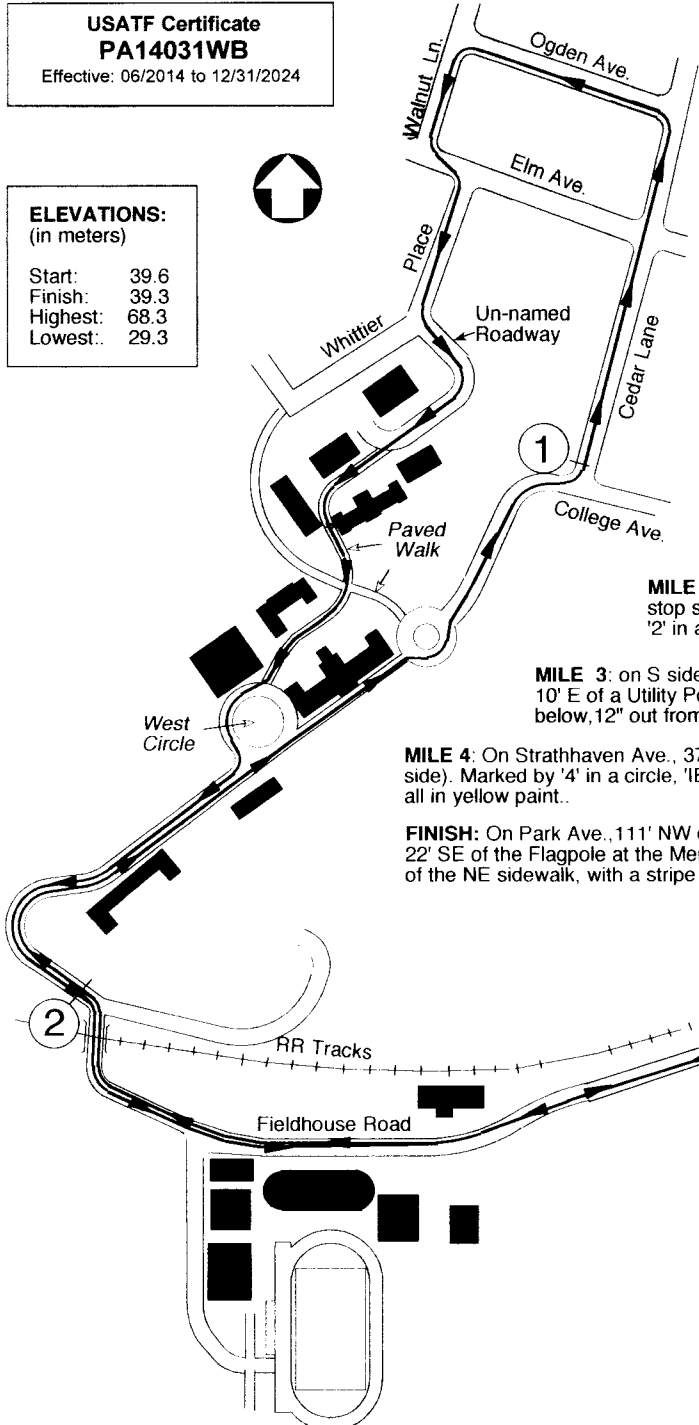 USATF Certificate
PA14031WB
Effective: 06/2014 to 12/31/2024
ELEVATIONS:
(in meters)
Start: 39.6
Finish: 39.3
Highest: 68.3
Lowest:. 29.3
Walnut Ln.
Ogden Ave.
Elm Ave.
Place
Whittier
Un-named
Roadway
Cedar Lane
1
College Ave.
Paved
Walk
West
Circle
MILE
stop s
'2' in a
MILE 3: on S side
10' E of a Utility Po
below,12" out from
MILE 4: On Strathhaven Ave., 37
side). Marked by '4' in a circle, 'IE
all in yellow paint..
FINISH: On Park Ave.,111' NW o
22' SE of the Flagpole at the Mer
of the NE sidewalk, with a stripe
2
RR Tracks
Fieldhouse Road